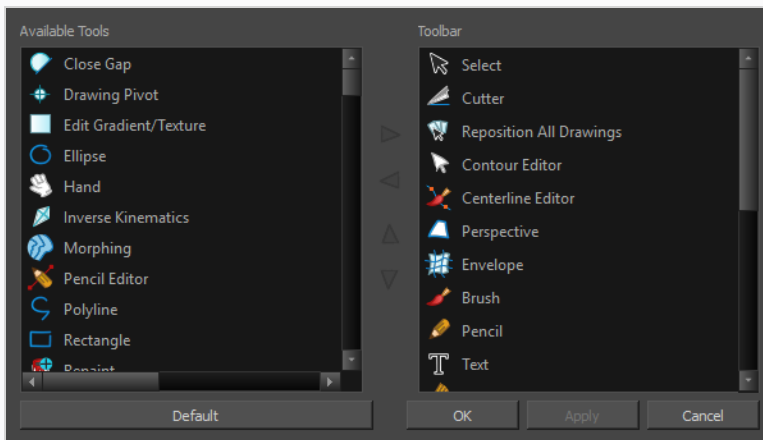 Available Tools
Close Gap
Drawing Pivot
Edit Gradient/Texture
Ellipse
Hand
Inverse Kinematics
Morphing
Pencil Editor
Polyline
Rectangle
Repaint
Default
Toolbar
Select
Cutter
Reposition All Drawings
Contour Editor
Centerline Editor
Perspective
Envelope
Brush
Pencil
Text
OK
Apply
Cancel